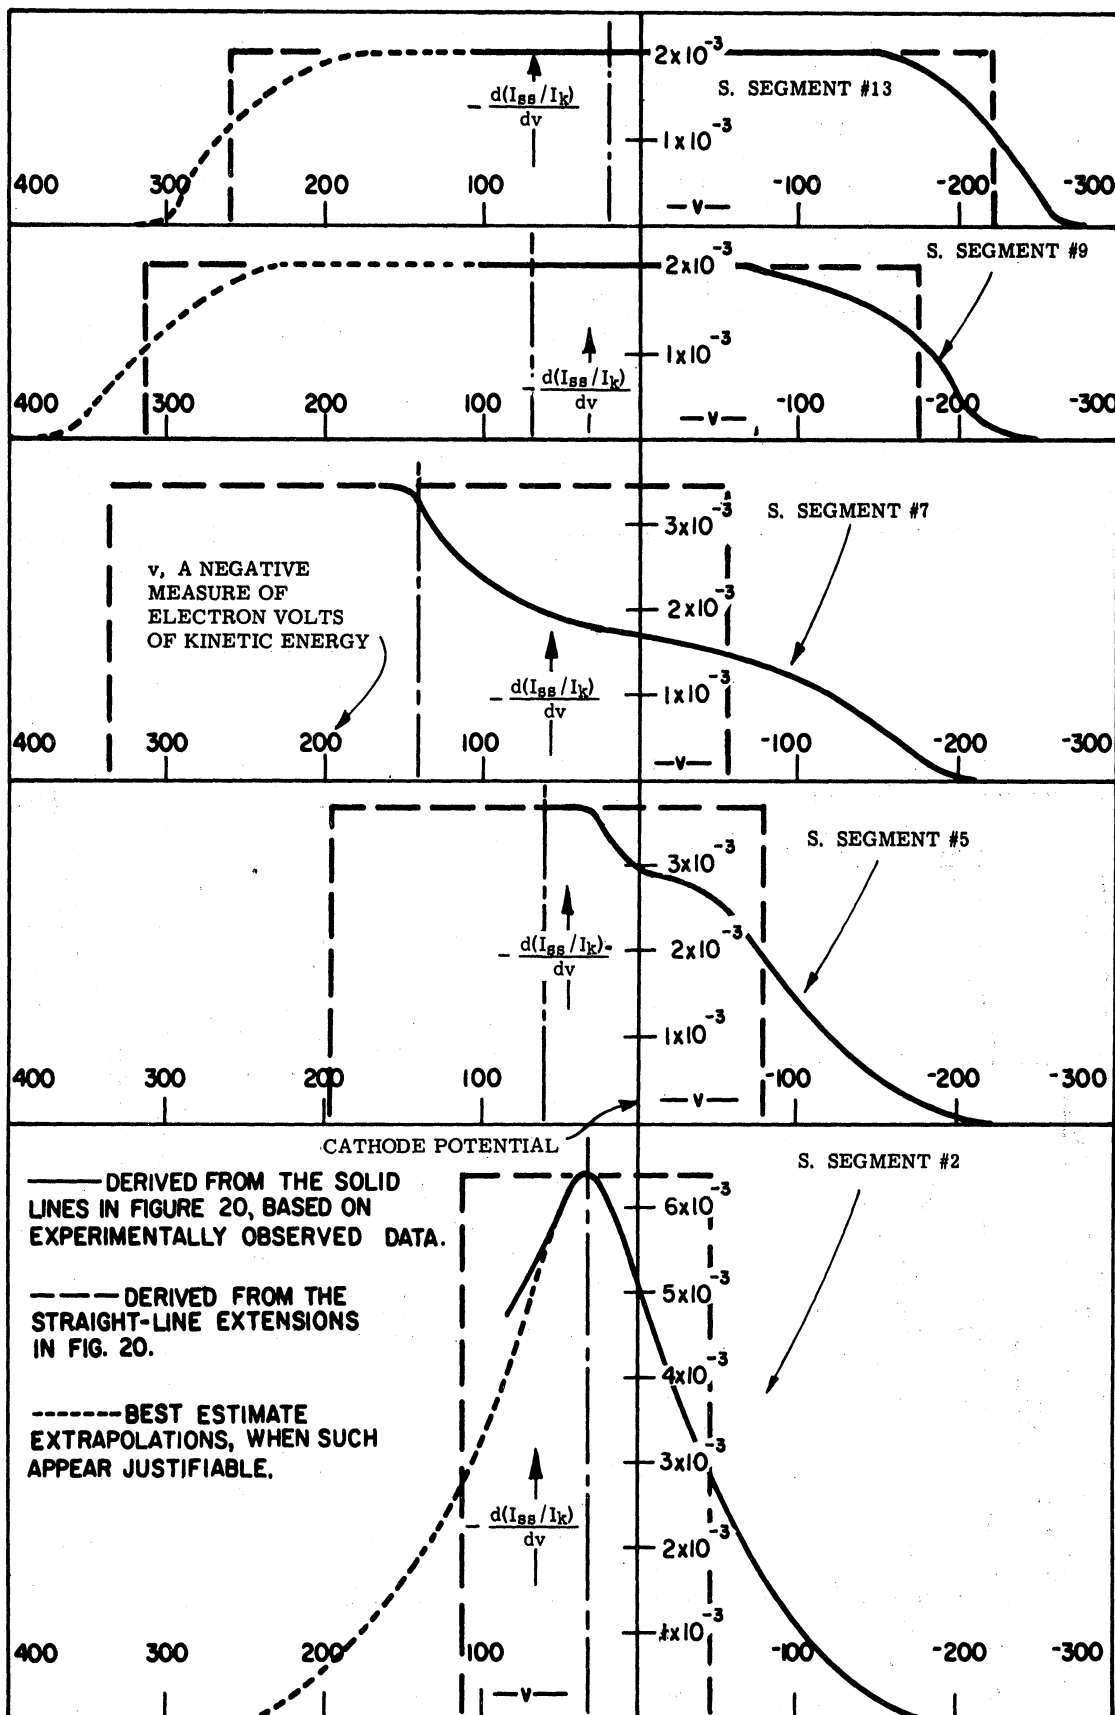 2x10⁻³
S. SEGMENT #13
- d(Iss/Ik)
dv
1x10⁻³
400 300 200 100 -100 -200 -300
v
S. SEGMENT #9
2x10⁻³
1x10⁻³
- d(Iss/Ik)
dv
400 300 200 100 -100 -200 -300
v
S. SEGMENT #7
3x10⁻³
v, A NEGATIVE
MEASURE OF
ELECTRON VOLTS
OF KINETIC ENERGY
2x10⁻³
- d(Iss/Ik)
dv
1x10⁻³
400 300 200 100 -100 -200 -300
v
S. SEGMENT #5
3x10⁻³
- d(Iss/Ik)
dv
2x10⁻³
1x10⁻³
400 300 200 100 -100 -200 -300
v
CATHODE POTENTIAL
S. SEGMENT #2
DERIVED FROM THE SOLID
LINES IN FIGURE 20, BASED ON
EXPERIMENTALLY OBSERVED DATA.
DERIVED FROM THE
STRAIGHT-LINE EXTENSIONS
IN FIG. 20.
BEST ESTIMATE
EXTRAPOLATIONS, WHEN SUCH
APPEAR JUSTIFIABLE.
6x10⁻³
5x10⁻³
4x10⁻³
3x10⁻³
- d(Iss/Ik)
dv
2x10⁻³
1x10⁻³
400 300 200 100 -100 -200 -300
v